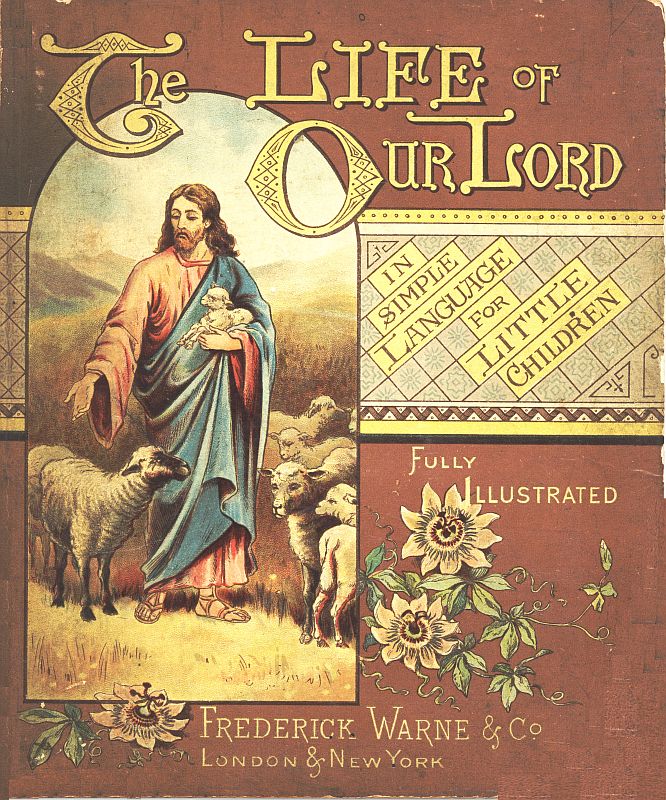 The LIFE OF
OUR LORD
IN
SIMPLE
LANGUAGE
FOR
LITTLE
CHILDREN
FULLY
ILLUSTRATED
FREDERICK WARNE & Co
LONDON & NEW YORK